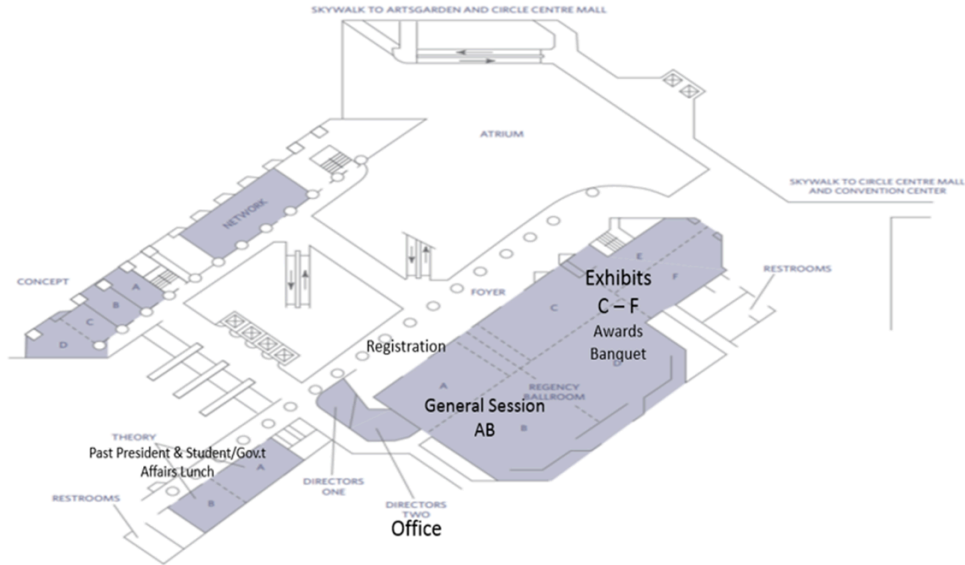 SKYWALK TO ARTSGARDEN AND CIRCLE CENTRE MALL
ATRIUM
SKYWALK TO CIRCLE CENTRE MALL
AND CONVENTION CENTER
NETWORK
CONCEPT
A
B
C
D
E
F
Exhibits
C – F
Awards
Banguet
C
D
RESTROOMS
FOYER
Registration
A
REGENCY
BALLROOM
General Session
AB
B
THEORY
Past President & Student/Gov.t
Affairs Lunch
A
B
DIRECTORS
ONE
DIRECTORS
TWO
Office
RESTROOMS